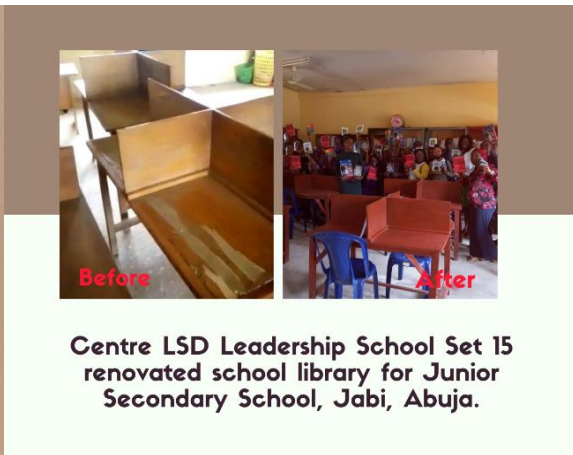 Before
After
Centre LSD Leadership School Set 15
renovated school library for Junior
Secondary School, Jabi, Abuja.